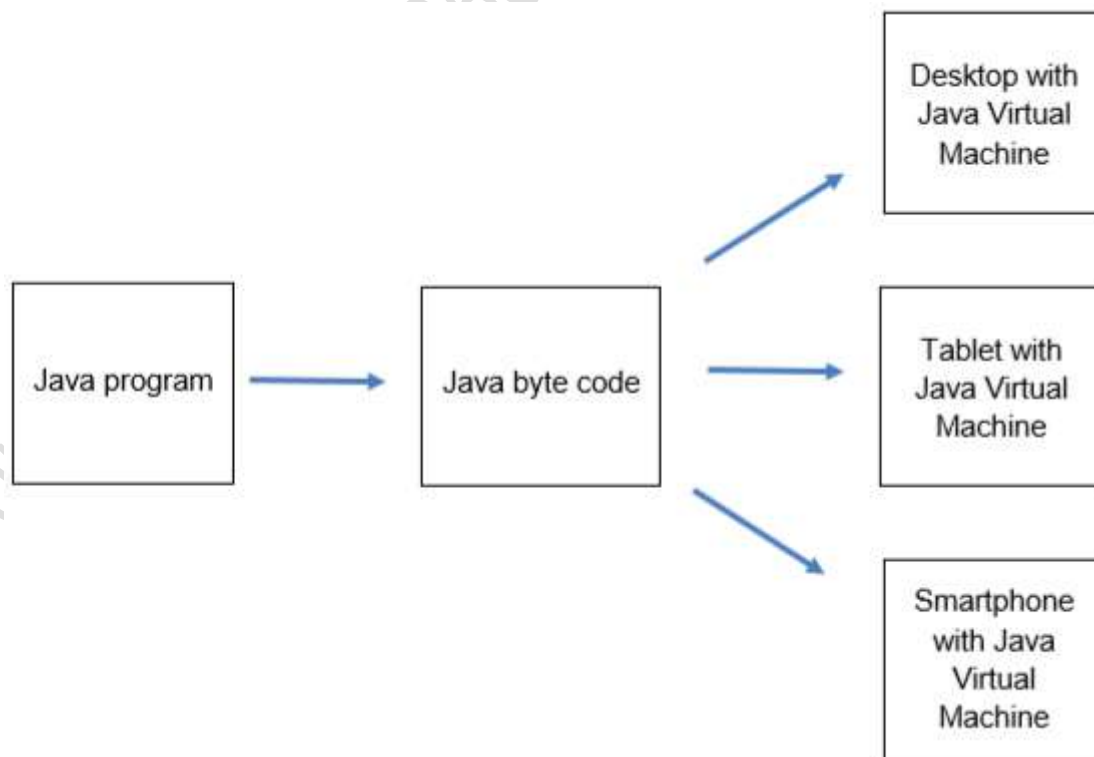 Java program
Java byte code
Desktop with
Java Virtual
Machine
Tablet with
Java Virtual
Machine
Smartphone
with Java
Virtual
Machine